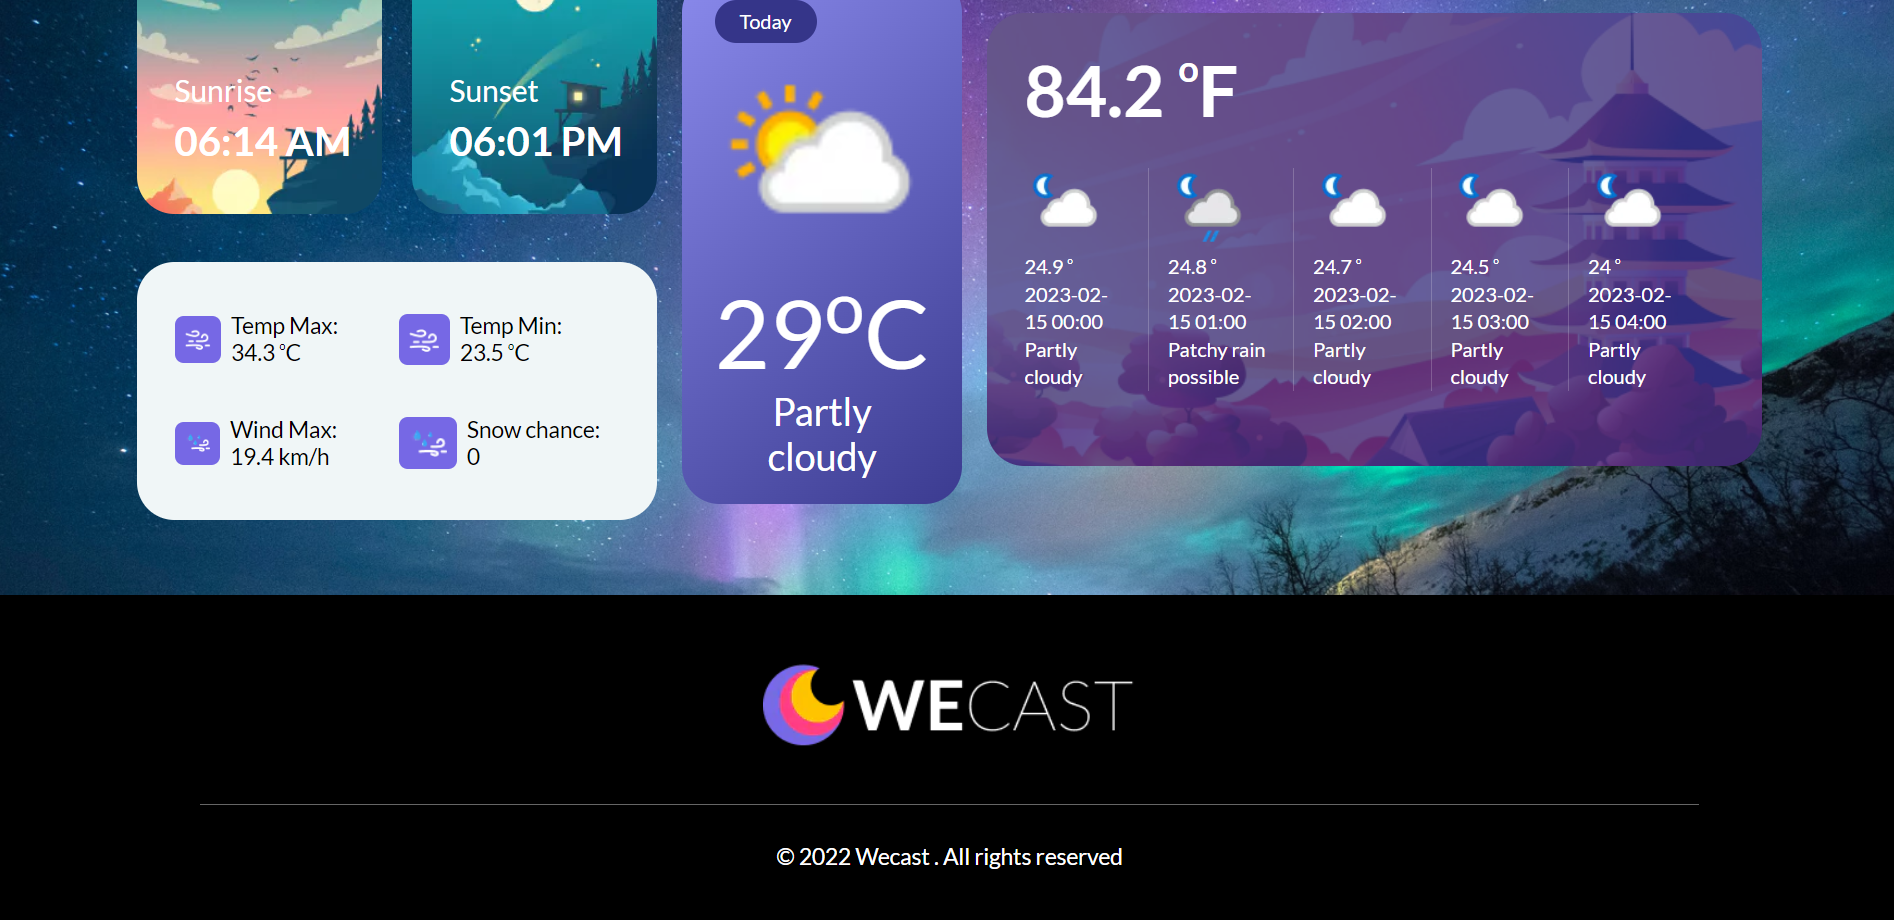 Sunrise
06:14 AM
Sunset
06:01 PM
Temp Max:
34.3 °C
Temp Min:
23.5 °C
Wind Max:
19.4 km/h
Snow chance:
0
Today
29°C
Partly
cloudy
84.2 °F
24.9 °
2023-02-
15 00:00
Partly
cloudy
24.8 °
2023-02-
15 01:00
Patchy rain
possible
24.7 °
2023-02-
15 02:00
Partly
cloudy
24.5 °
2023-02-
15 03:00
Partly
cloudy
24 °
2023-02-
15 04:00
Partly
cloudy
WECAST
© 2022 Wecast . All rights reserved